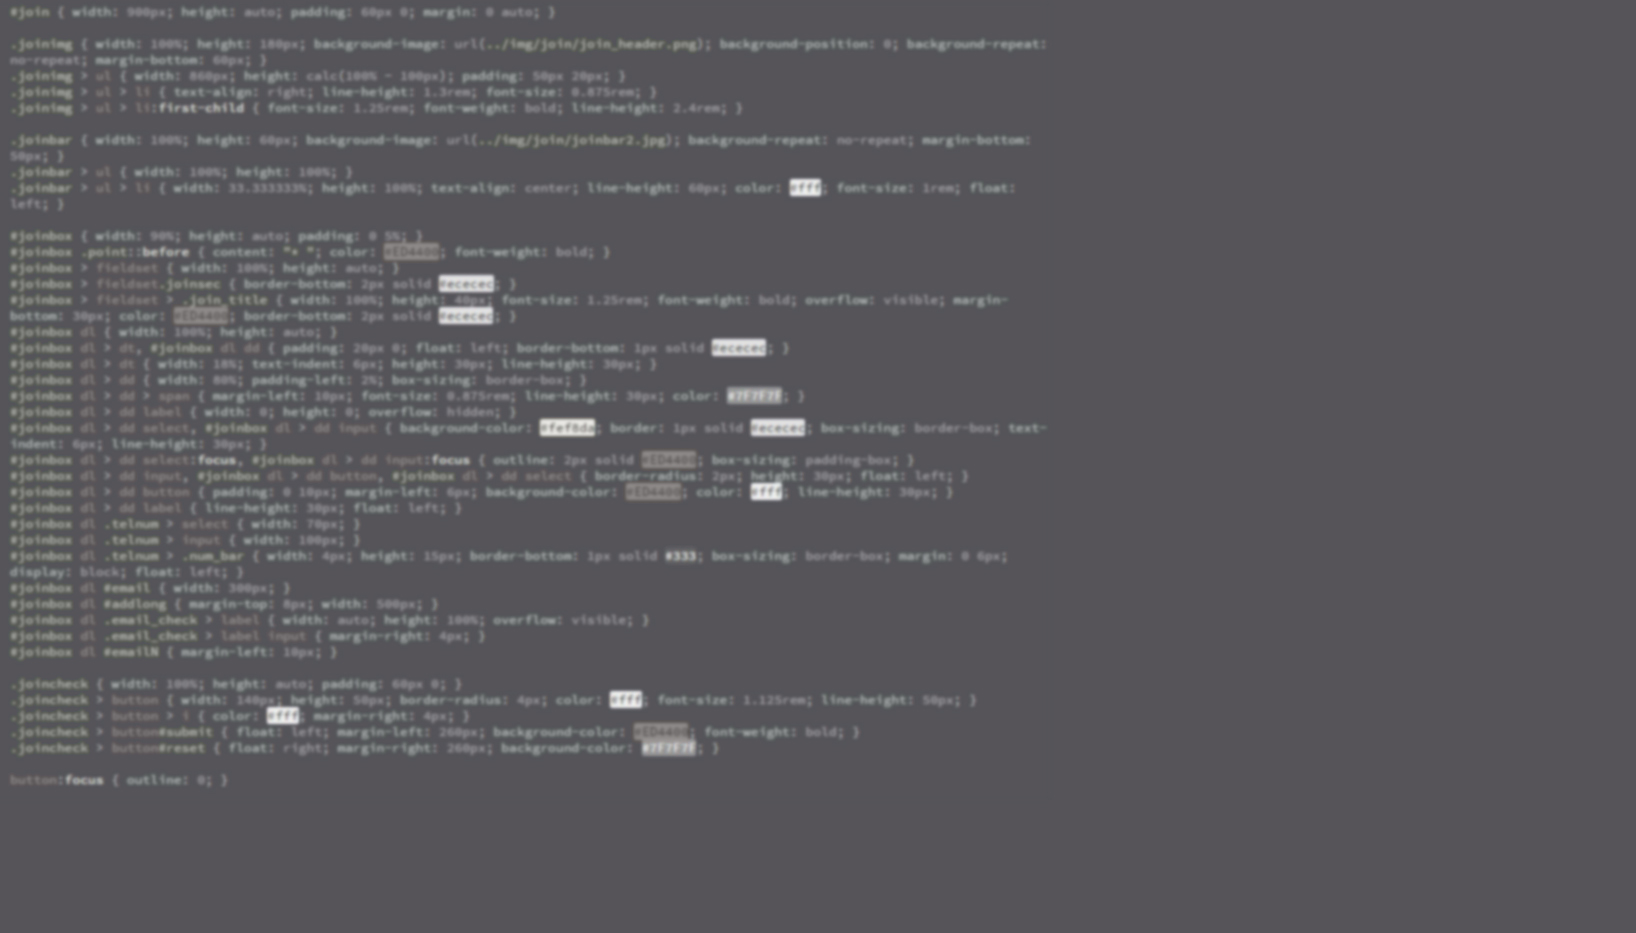 #join { width: 900px; height: auto; padding: 60px 0; margin: 0 auto; }
.joinimg { width: 100%; height: 180px; background-image: url(../img/join/join_header.png); background-position: 0; background-repeat:
no-repeat; margin-bottom: 60px; }
.joinimg > ul { width: 860px; height: calc(100% - 100px); padding: 50px 20px; }
.joinimg > ul > li { text-align: right; line-height: 1.3rem; font-size: 0.875rem; }
.joinimg > ul > li:first-child { font-size: 1.25rem; font-weight: bold; line-height: 2.4rem; }
.joinbar { width: 100%; height: 60px; background-image: url(../img/join/joinbar2.jpg); background-repeat: no-repeat; margin-bottom:
50px; }
.joinbar > ul { width: 100%; height: 100%; }
.joinbar > ul > li { width: 33.333333%; height: 100%; text-align: center; line-height: 60px; color: #fff; font-size: 1rem; float:
left; }
#joinbox { width: 90%; height: auto; padding: 0 5%; }
#joinbox .point::before { content: "* "; color: #ED4400; font-weight: bold; }
#joinbox > fieldset { width: 100%; height: auto; }
#joinbox > fieldset.joinsec { border-bottom: 2px solid #ececec; }
#joinbox > fieldset > .join_title { width: 100%; height: 40px; font-size: 1.25rem; font-weight: bold; overflow: visible; margin-
bottom: 30px; color: #ED4400; border-bottom: 2px solid #ececec; }
#joinbox dl { width: 100%; height: auto; }
#joinbox dl > dt, #joinbox dl dd { padding: 20px 0; float: left; border-bottom: 1px solid #ececec; }
#joinbox dl > dt { width: 18%; text-indent: 6px; height: 30px; line-height: 30px; }
#joinbox dl > dd { width: 80%; padding-left: 2%; box-sizing: border-box; }
#joinbox dl > dd > span { margin-left: 10px; font-size: 0.875rem; line-height: 30px; color: #7F7F7F; }
#joinbox dl > dd label { width: 0; height: 0; overflow: hidden; }
#joinbox dl > dd select, #joinbox dl > dd input { background-color: #fef8da; border: 1px solid #ececec; box-sizing: border-box; text-
indent: 6px; line-height: 30px; }
#joinbox dl > dd select:focus, #joinbox dl > dd input:focus { outline: 2px solid #ED4400; box-sizing: padding-box; }
#joinbox dl > dd input, #joinbox dl > dd button, #joinbox dl > dd select { border-radius: 2px; height: 30px; float: left; }
#joinbox dl > dd button { padding: 0 10px; margin-left: 6px; background-color: #ED4400; color: #fff; line-height: 30px; }
#joinbox dl > dd label { line-height: 30px; float: left; }
#joinbox dl .telnum > select { width: 70px; }
#joinbox dl .telnum > input { width: 100px; }
#joinbox dl .telnum > .num_bar { width: 4px; height: 15px; border-bottom: 1px solid #333; box-sizing: border-box; margin: 0 6px;
display: block; float: left; }
#joinbox dl #email { width: 300px; }
#joinbox dl #addlong { margin-top: 8px; width: 500px; }
#joinbox dl .email_check > label { width: auto; height: 100%; overflow: visible; }
#joinbox dl .email_check > label input { margin-right: 4px; }
#joinbox dl #emailN { margin-left: 10px; }
.joincheck { width: 100%; height: auto; padding: 60px 0; }
.joincheck > button { width: 140px; height: 50px; border-radius: 4px; color: #fff; font-size: 1.125rem; line-height: 50px; }
.joincheck > button > i { color: #fff; margin-right: 4px; }
.joincheck > button#submit { float: left; margin-left: 260px; background-color: #ED4400; font-weight: bold; }
.joincheck > button#reset { float: right; margin-right: 260px; background-color: #7F7F7F; }
button:focus { outline: 0; }